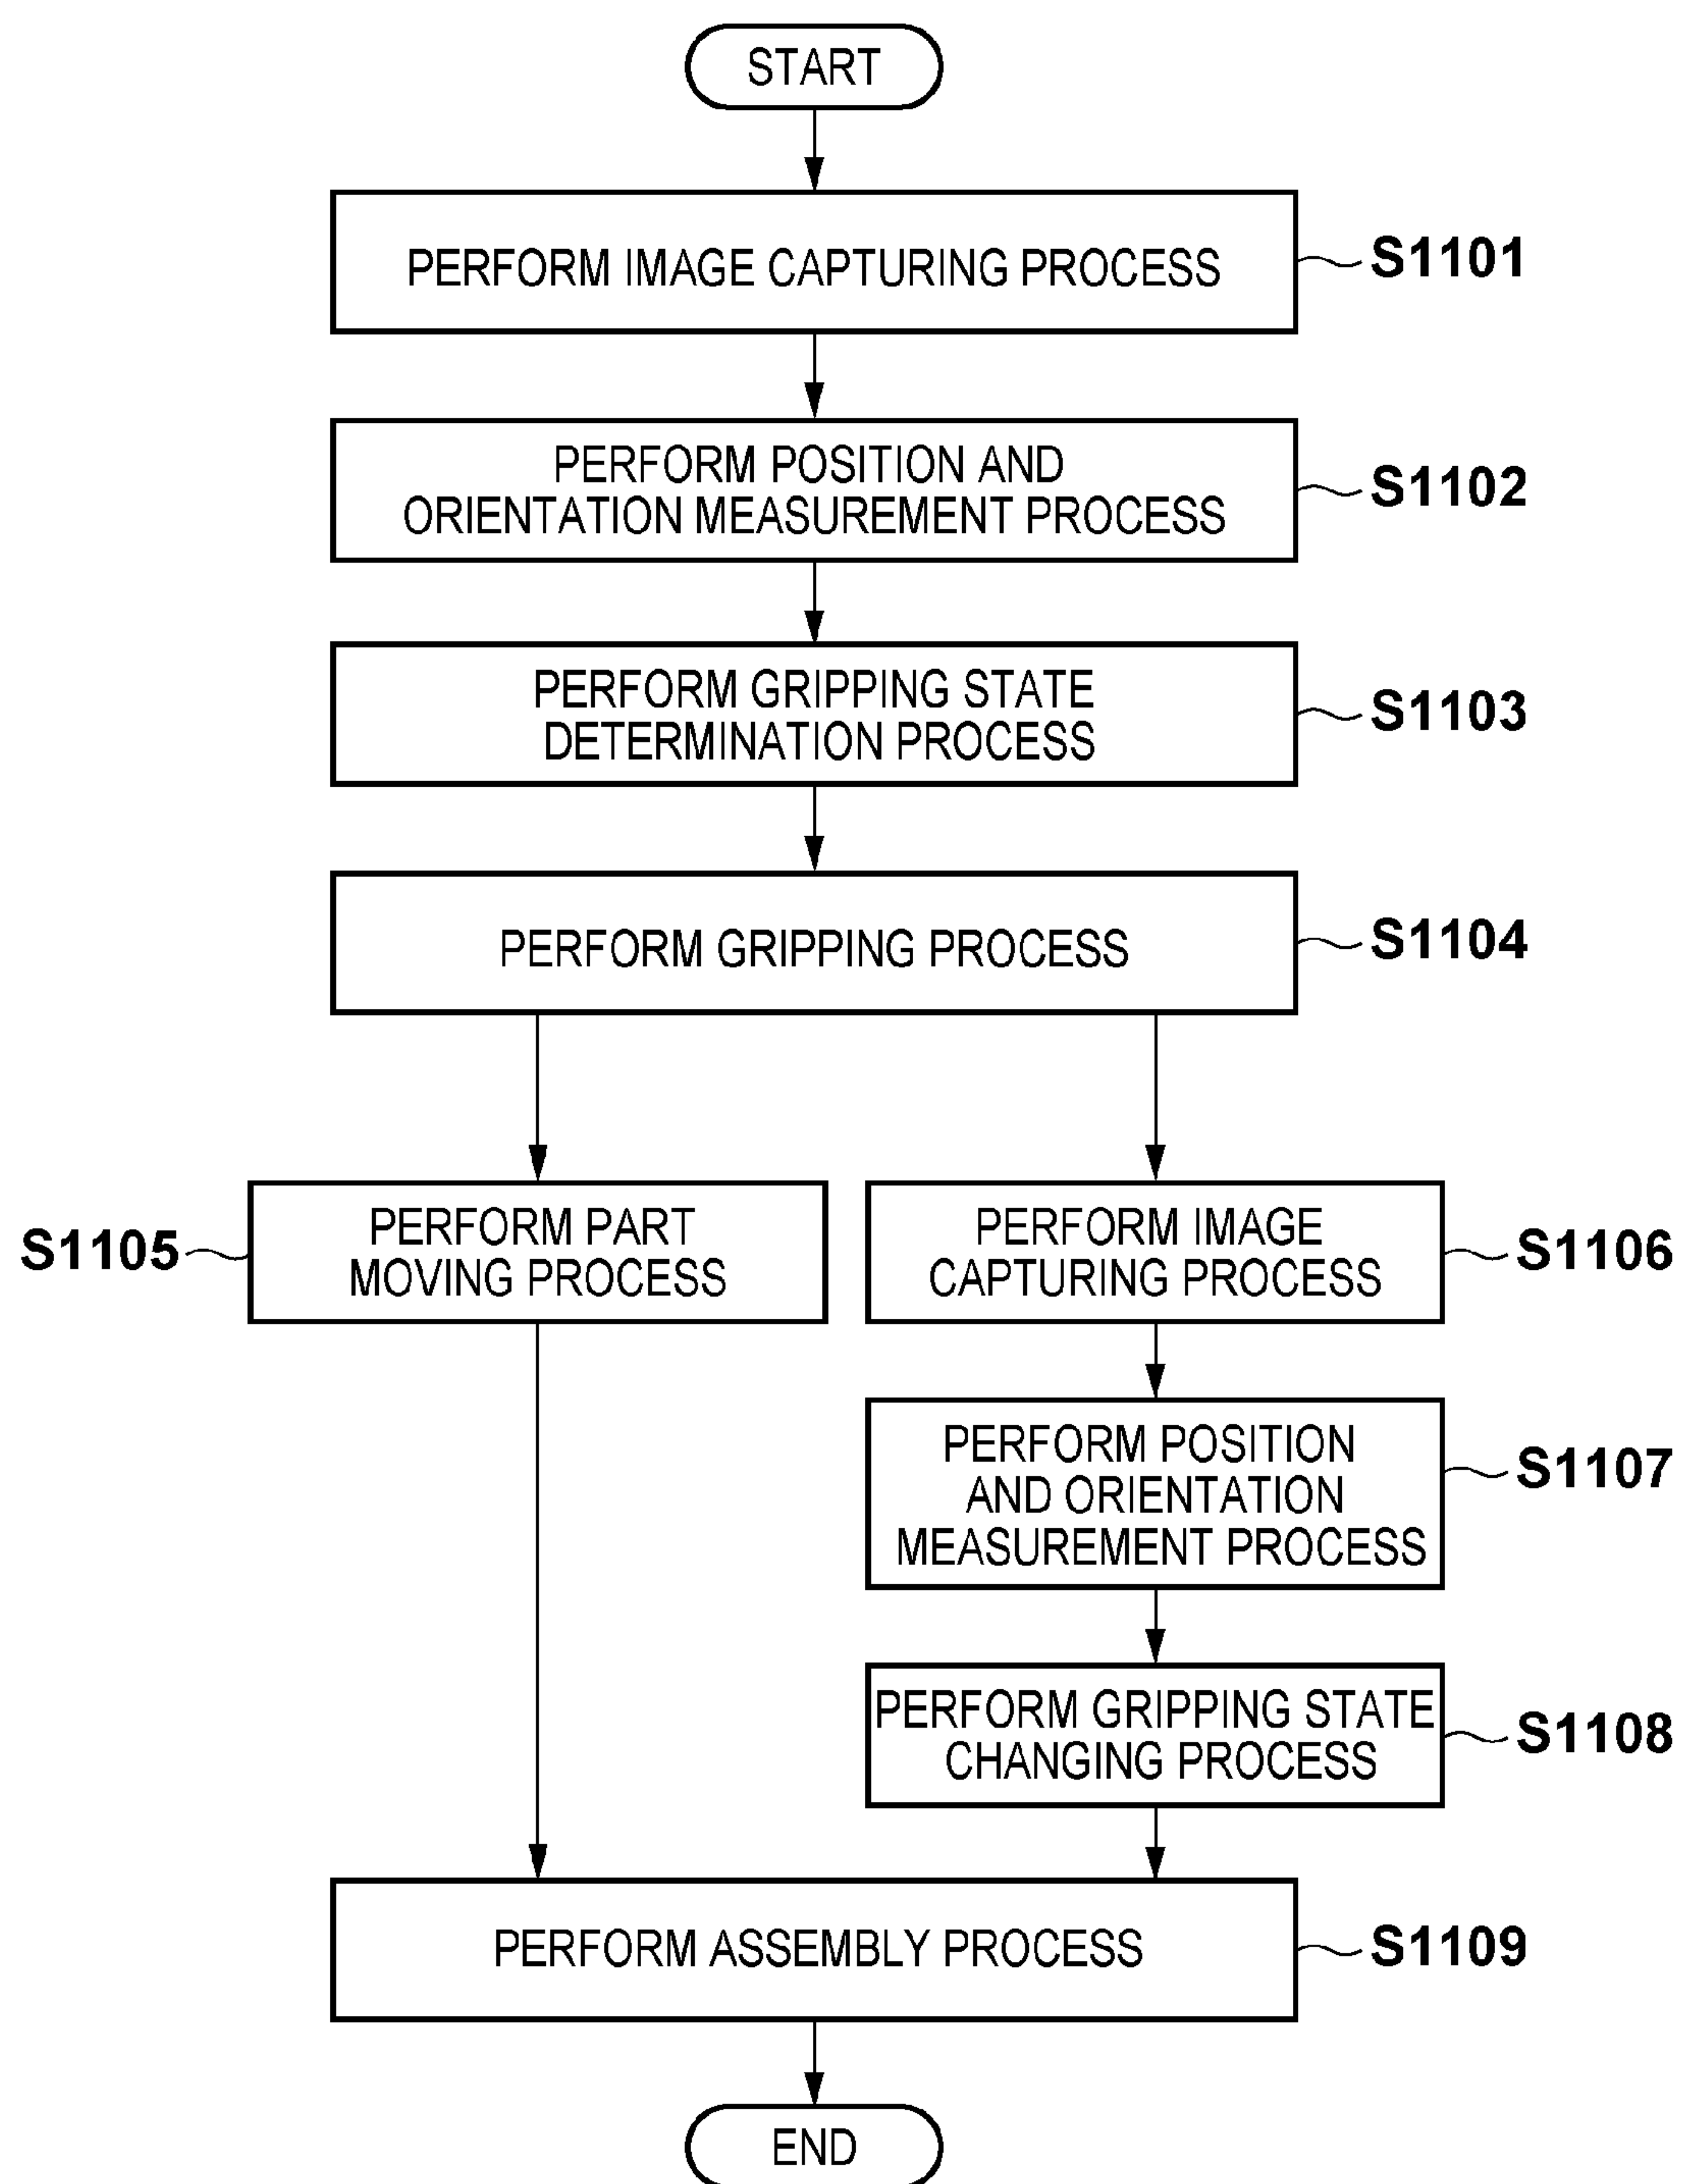 START
PERFORM IMAGE CAPTURING PROCESS
S1101
PERFORM POSITION AND
ORIENTATION MEASUREMENT PROCESS
S1102
PERFORM GRIPPING STATE
DETERMINATION PROCESS
S1103
PERFORM GRIPPING PROCESS
S1104
S1105
PERFORM PART
MOVING PROCESS
PERFORM IMAGE
CAPTURING PROCESS
S1106
PERFORM POSITION
AND ORIENTATION
MEASUREMENT PROCESS
S1107
PERFORM GRIPPING STATE
CHANGING PROCESS
S1108
PERFORM ASSEMBLY PROCESS
S1109
END